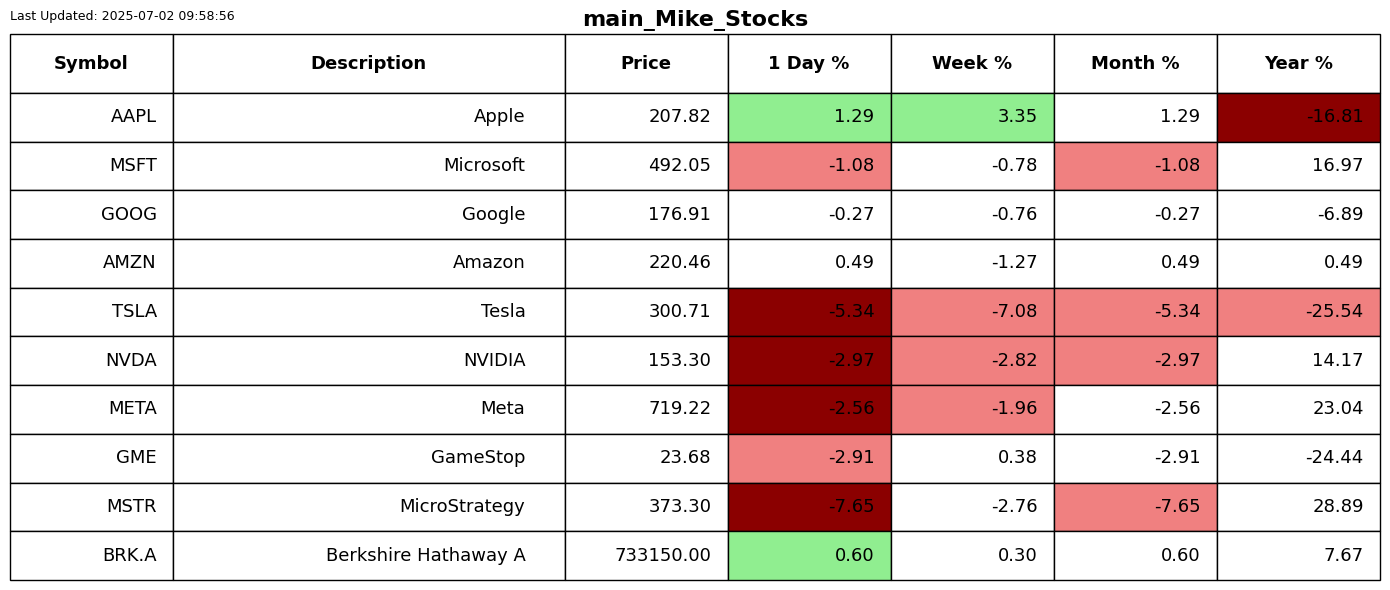 Last Updated: 2025-07-02 09:58:56
main_Mike_Stocks
Symbol Description Price 1 Day % Week % Month % Year %
AAPL Apple 207.82 1.29 3.35 1.29 -16.81
MSFT Microsoft 492.05 -1.08 -0.78 -1.08 16.97
GOOG Google 176.91 -0.27 -0.76 -0.27 -6.89
AMZN Amazon 220.46 0.49 -1.27 0.49 0.49
TSLA Tesla 300.71 -5.34 -7.08 -5.34 -25.54
NVDA NVIDIA 153.30 -2.97 -2.82 -2.97 14.17
META Meta 719.22 -2.56 -1.96 -2.56 23.04
GME GameStop 23.68 -2.91 0.38 -2.91 -24.44
MSTR MicroStrategy 373.30 -7.65 -2.76 -7.65 28.89
BRK.A Berkshire Hathaway A 733150.00 0.60 0.30 0.60 7.67